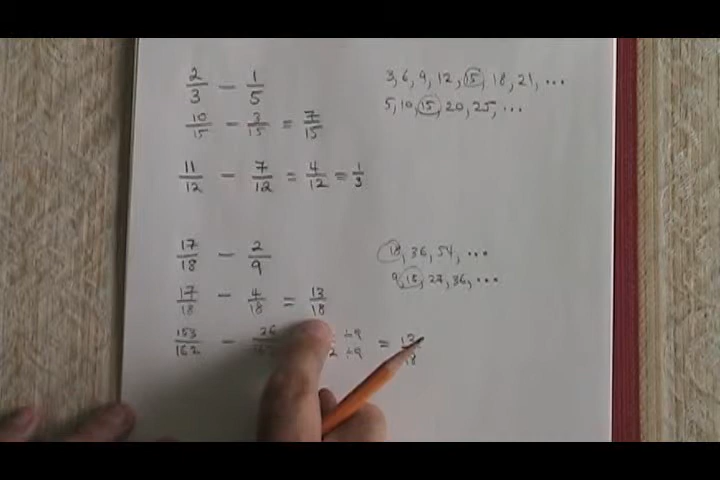 2/3 − 1/5
3, 6, 9, 12, 15, 18, 21, ...
5, 10, 15, 20, 25, ...
10/15 − 3/15 = 7/15
11/12 − 7/12 = 4/12 = 1/3
17/18 − 2/9
18, 36, 54, ...
9, 18, 27, 36, ...
17/18 − 4/18 = 13/18
153/162 − ÷9 ÷9 =